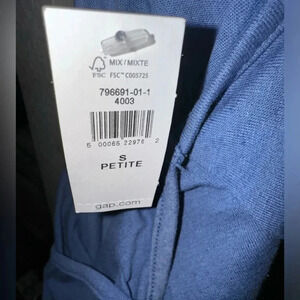 MIX/MIXTE
FSC
FSC™ C005725
796691-01-1
4003
5 00065 22976 2
S
PETITE
gap.com